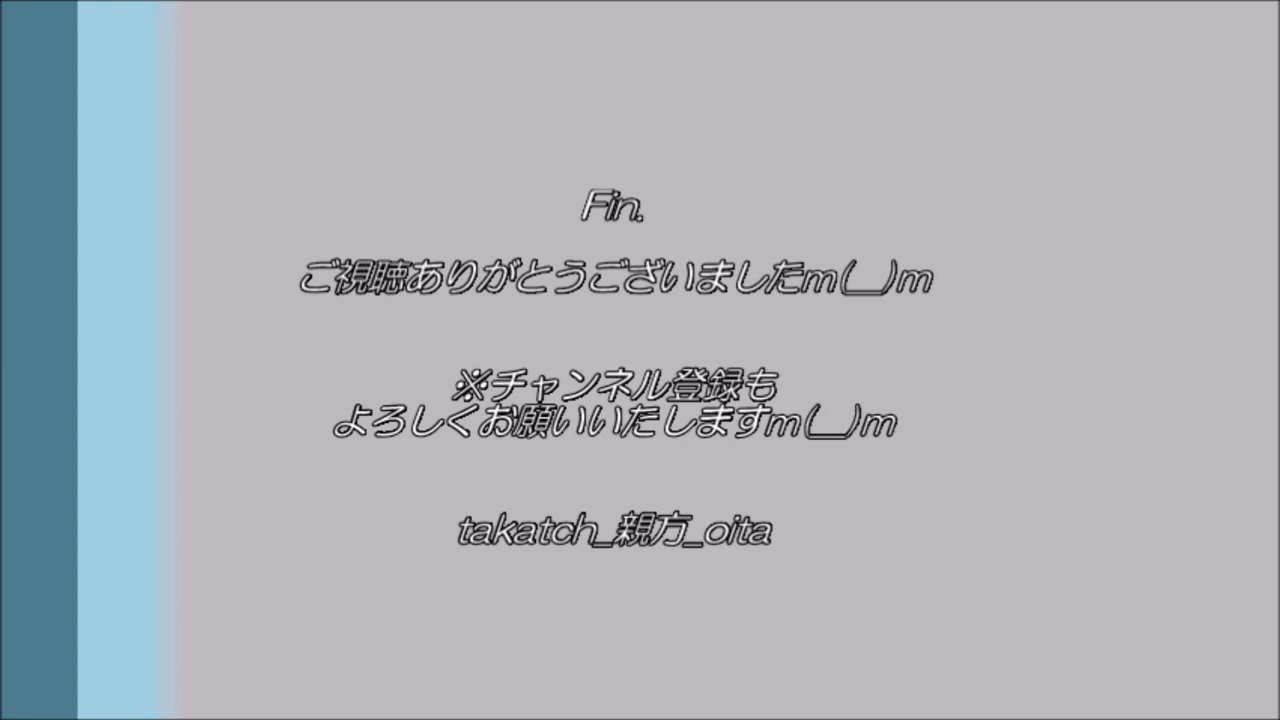 Fin.
ご視聴ありがとうございましたm(__)m
※チャンネル登録も
よろしくお願いいたしますm(__)m
takatch_親方_oita